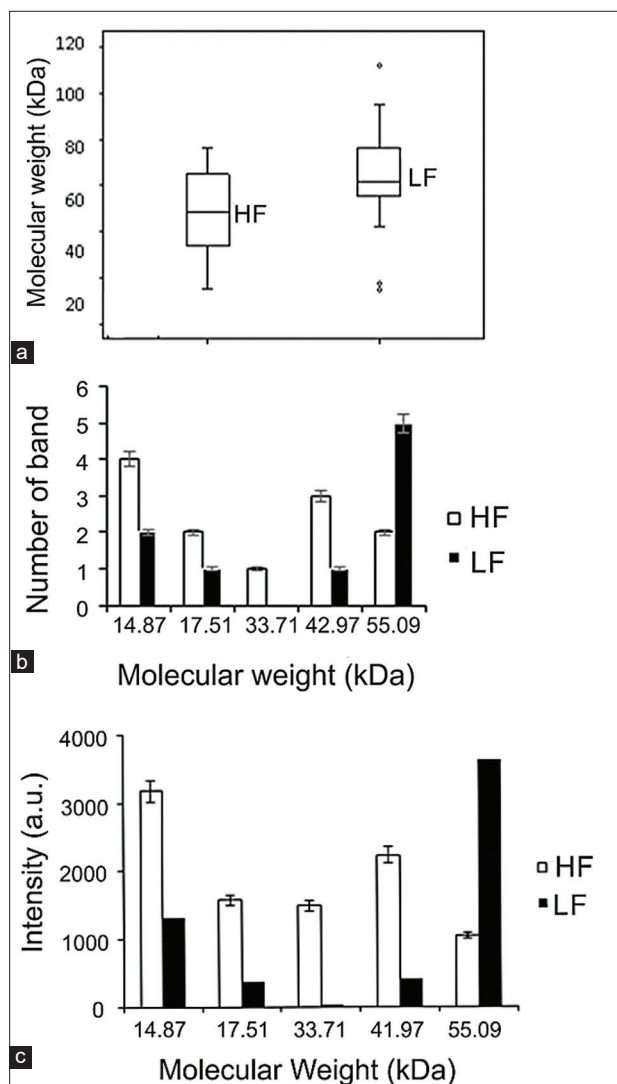 120
100
80
60
40
20
Molecular weight (kDa)
HF
LF
a
6
5
4
3
2
1
0
Number of band
14.87 17.51 33.71 42.97 55.09
HF
LF
Molecular weight (kDa)
b
4000
3000
2000
1000
0
Intensity (a.u.)
14.87 17.51 33.71 41.97 55.09
HF
LF
Molecular Weight (kDa)
c